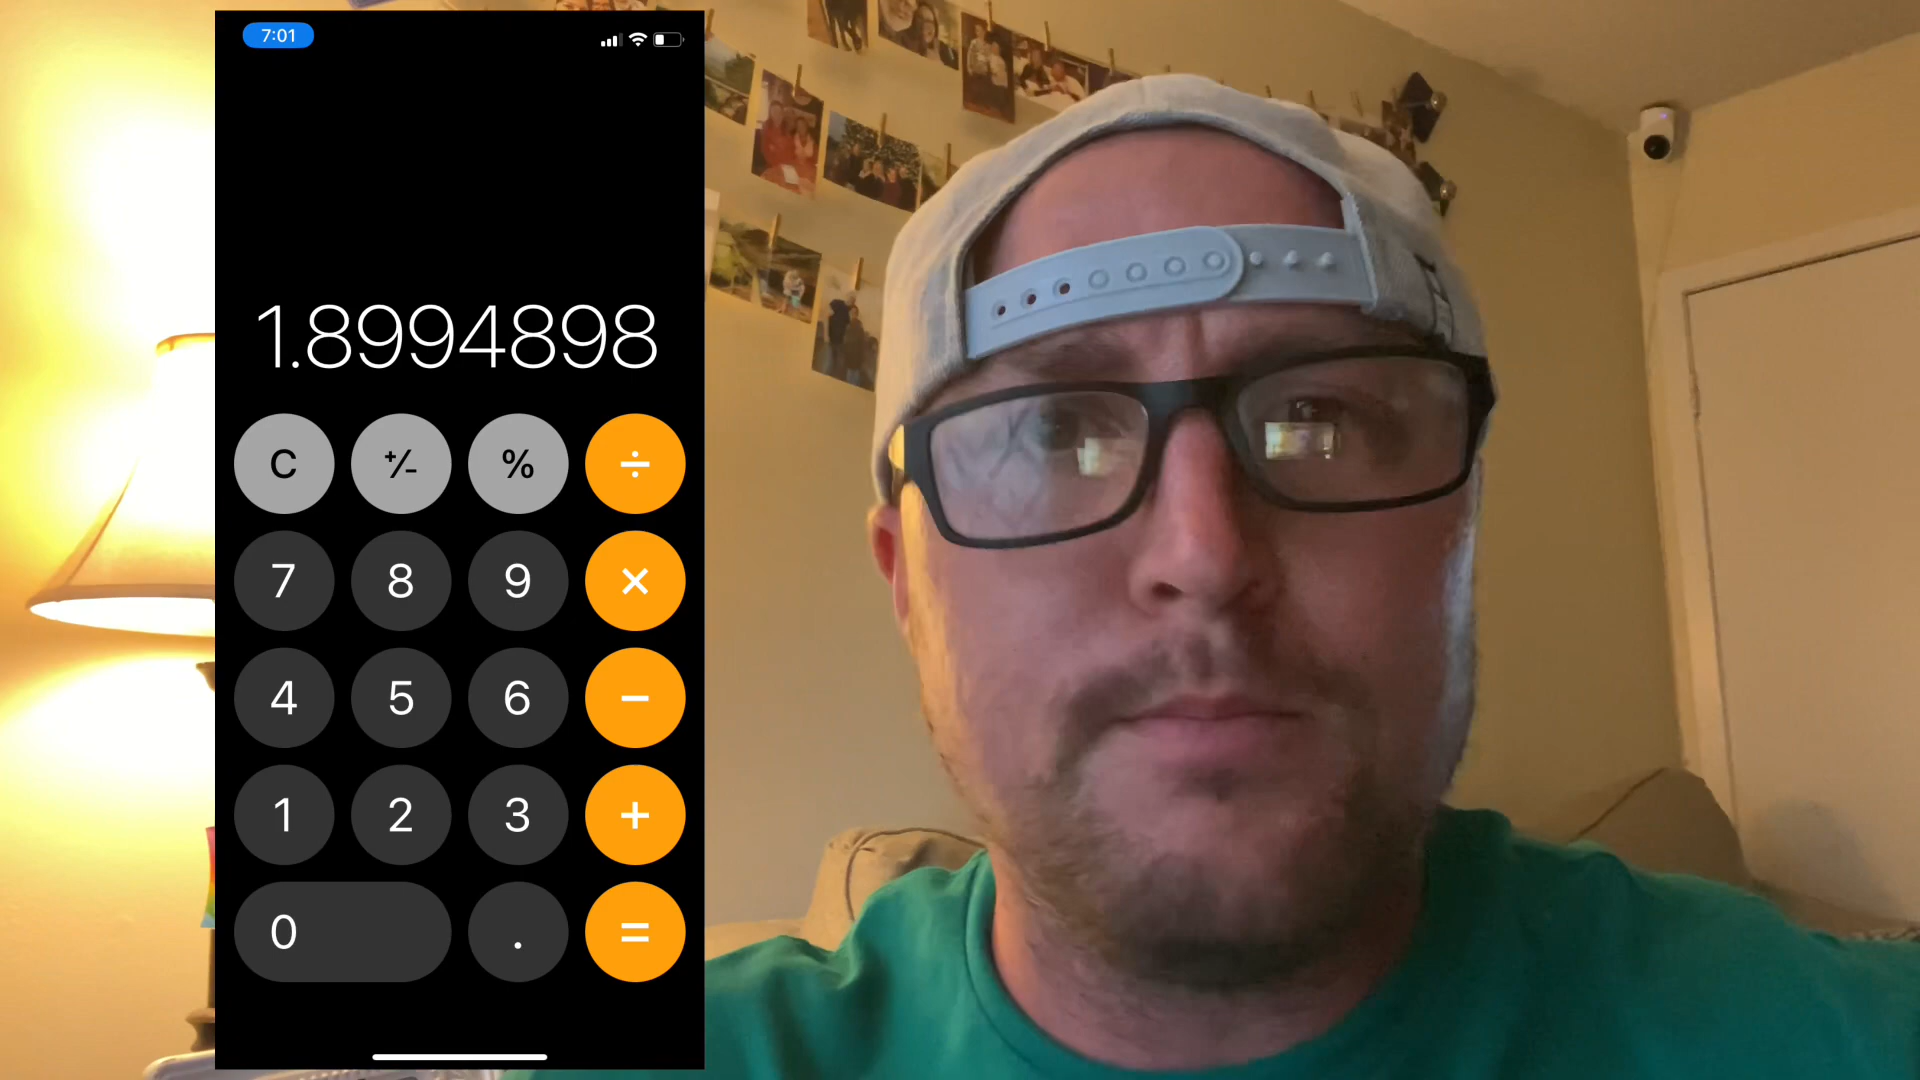 7:01
1.8994898
C +/- % ÷
7 8 9 ×
4 5 6 −
1 2 3 +
0 . =